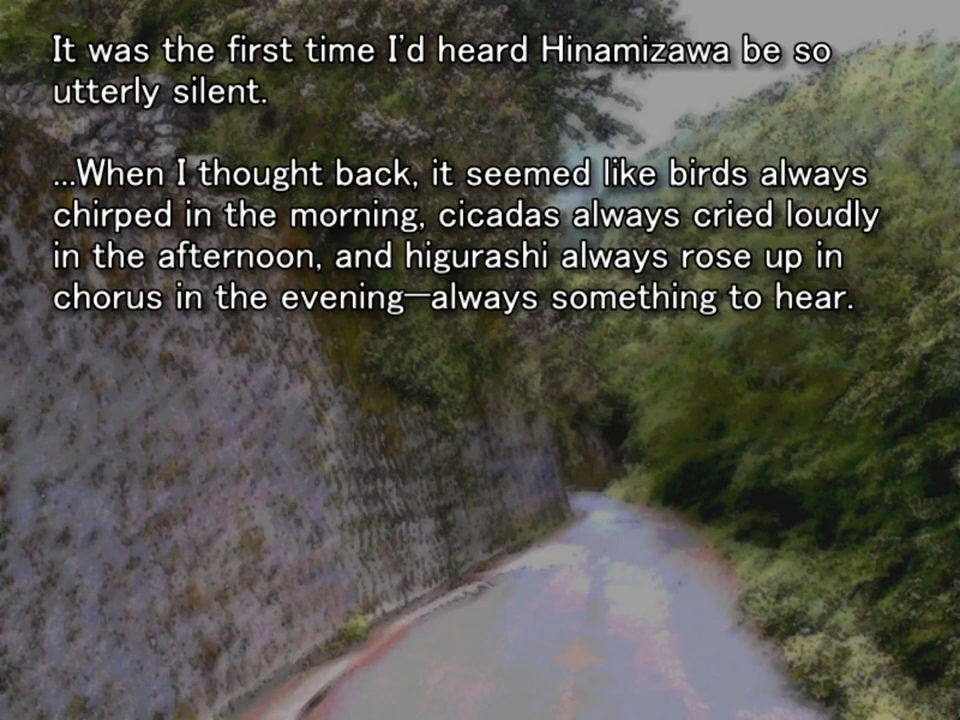 It was the first time I'd heard Hinamizawa be so
utterly silent.
...When I thought back, it seemed like birds always
chirped in the morning, cicadas always cried loudly
in the afternoon, and higurashi always rose up in
chorus in the evening—always something to hear.